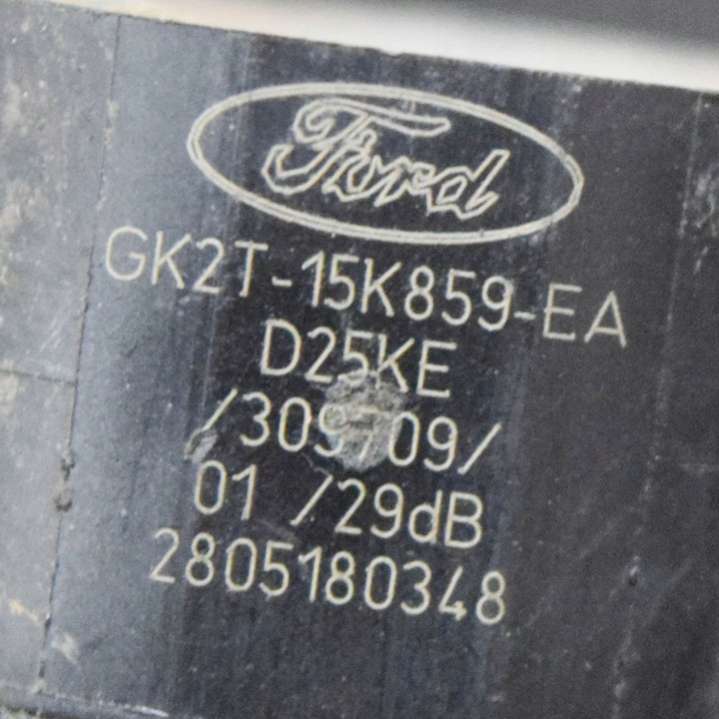 Ford
GK2T-15K859-EA
D25KE
01 /29dB
2805180348